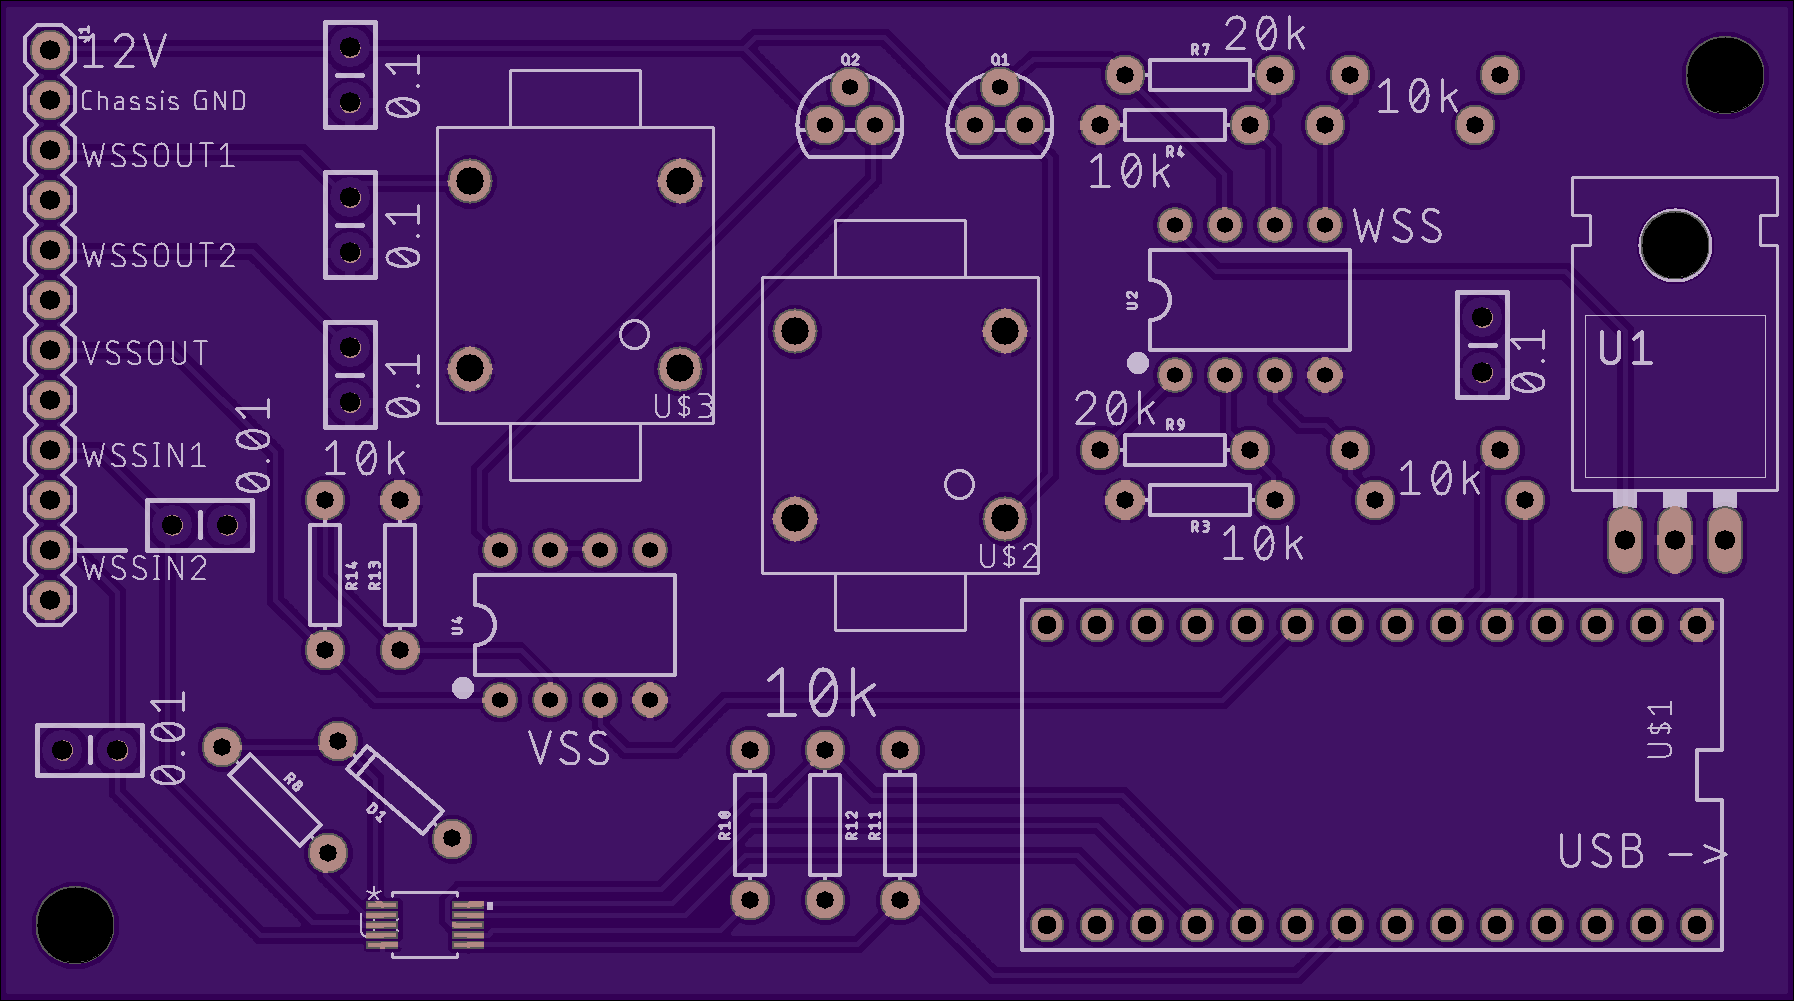 J1
12V
Chassis GND
WSSOUT1
WSSOUT2
VSSOUT
WSSIN1
WSSIN2
0.1
0.1
0.1
0.01
0.01
10k
R14
R13
U$3
Q2
Q1
20k
R7
10k
R4
10k
WSS
U2
U1
0.1
20k
R9
10k
R3
10k
U$2
U4
VSS
10k
R10
R12
R11
R8
D1
*
U$1
USB ->